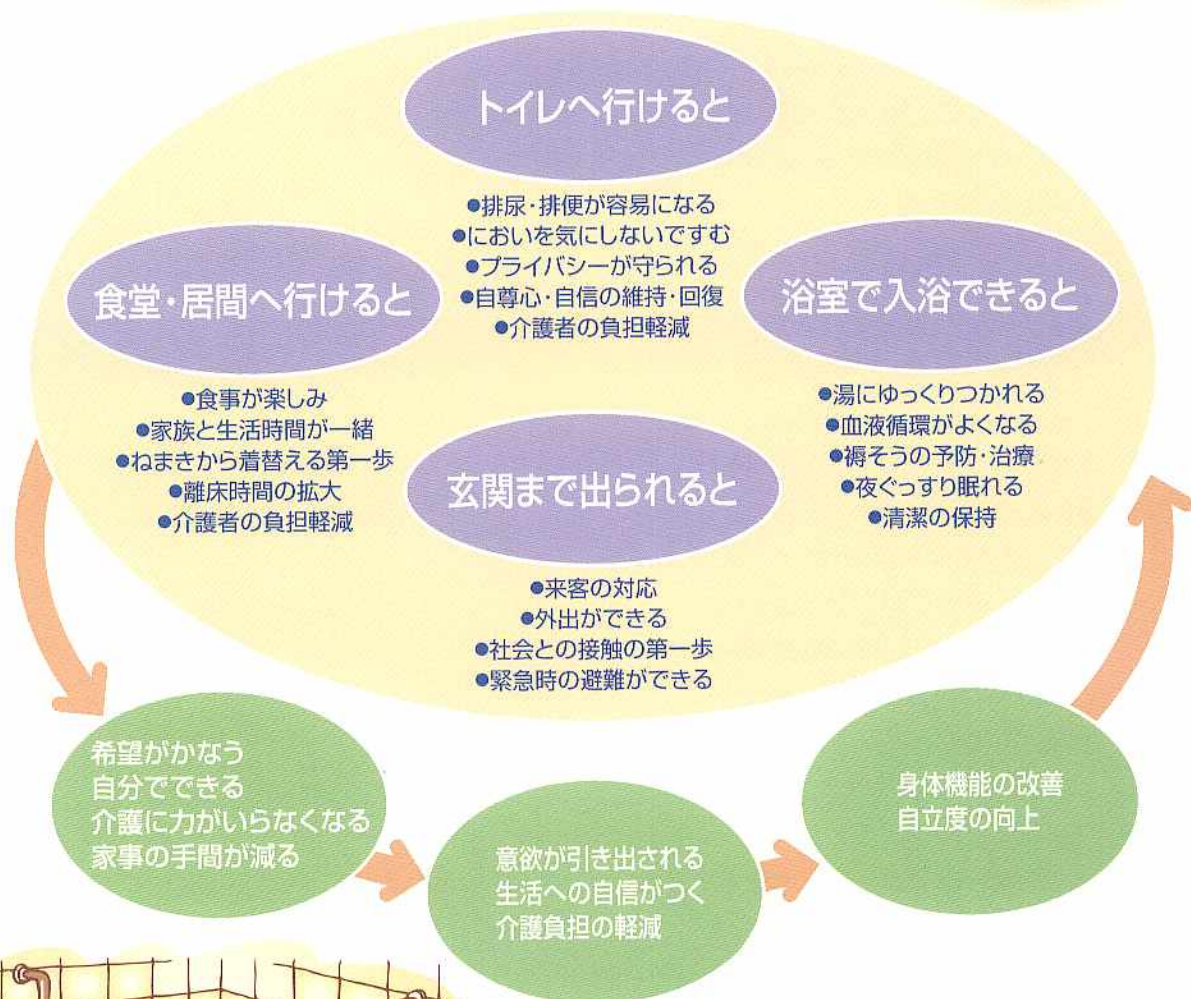 トイレへ行けると
●排尿・排便が容易になる
●においを気にしないですむ
●プライバシーが守られる
●自尊心・自信の維持・回復
●介護者の負担軽減
食堂・居間へ行けると
●食事が楽しみ
●家族と生活時間が一緒
●ねまきから着替える第一歩
●離床時間の拡大
●介護者の負担軽減
浴室で入浴できると
●湯にゆっくりつかれる
●血液循環がよくなる
●褥そうの予防・治療
●夜ぐっすり眠れる
●清潔の保持
玄関まで出られると
●来客の対応
●外出ができる
●社会との接触の第一歩
●緊急時の避難ができる
希望がかなう
自分でできる
介護に力がいらなくなる
家事の手間が減る
意欲が引き出される
生活への自信がつく
介護負担の軽減
身体機能の改善
自立度の向上